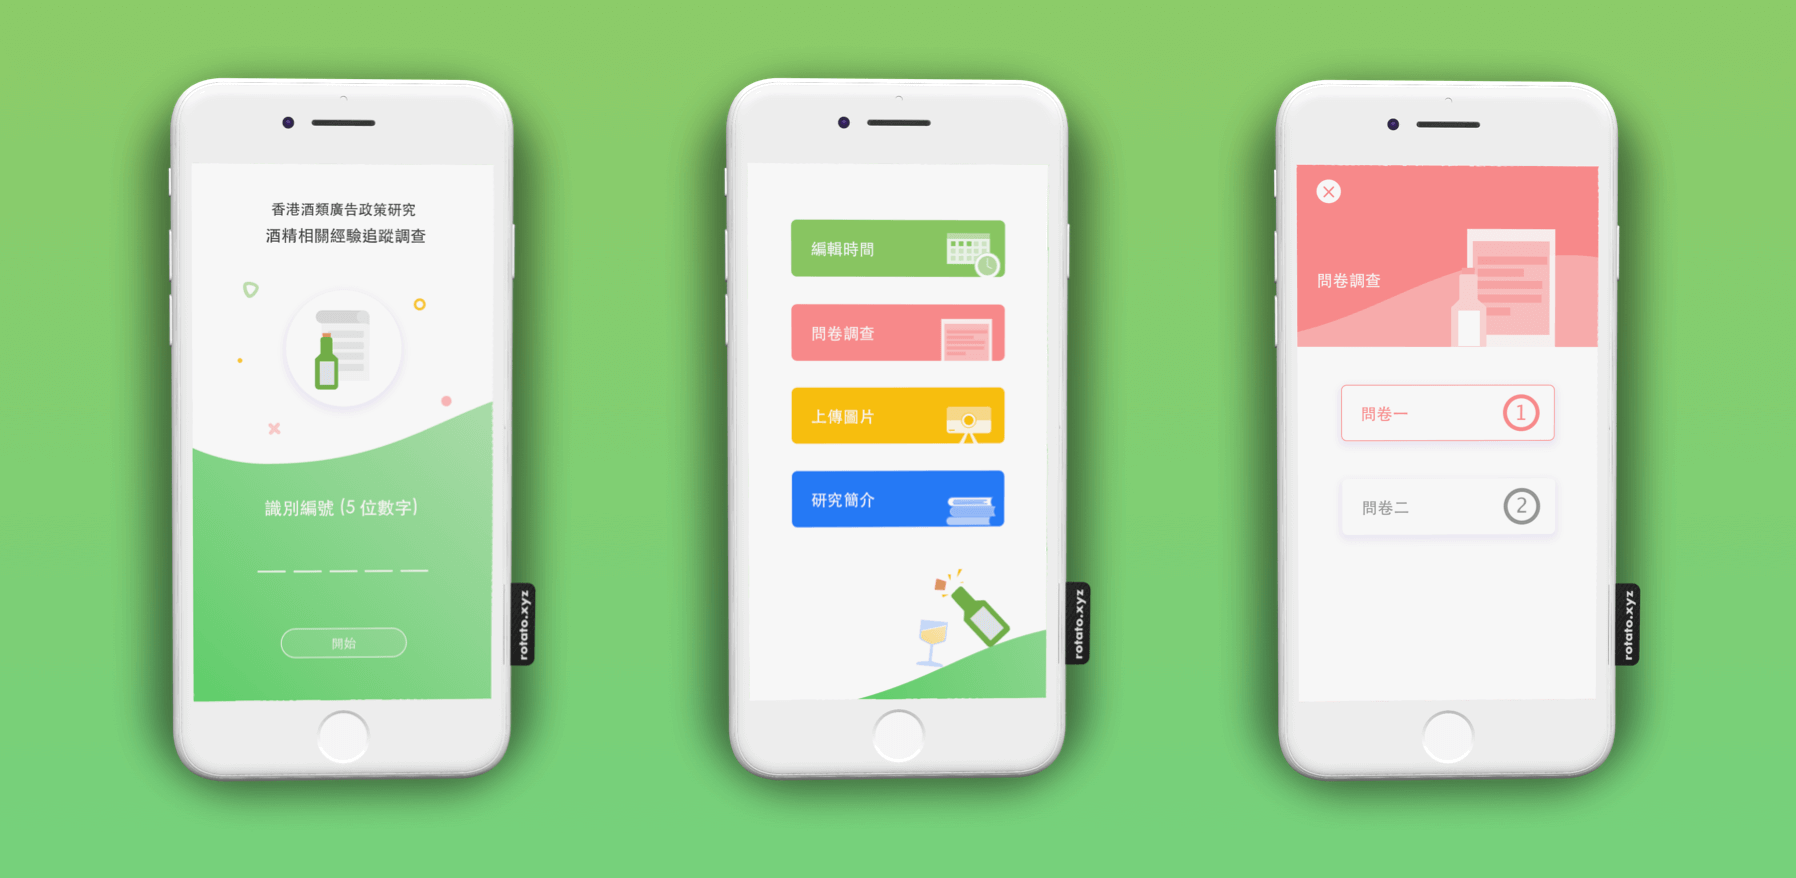 香港酒類廣告政策研究
酒精相關經驗追蹤調查
識別編號 (5 位數字)
開始
rotato.xyz
編輯時間
問卷調查
上傳圖片
研究簡介
rotato.xyz
問卷調查
問卷一
1
問卷二
2
rotato.xyz